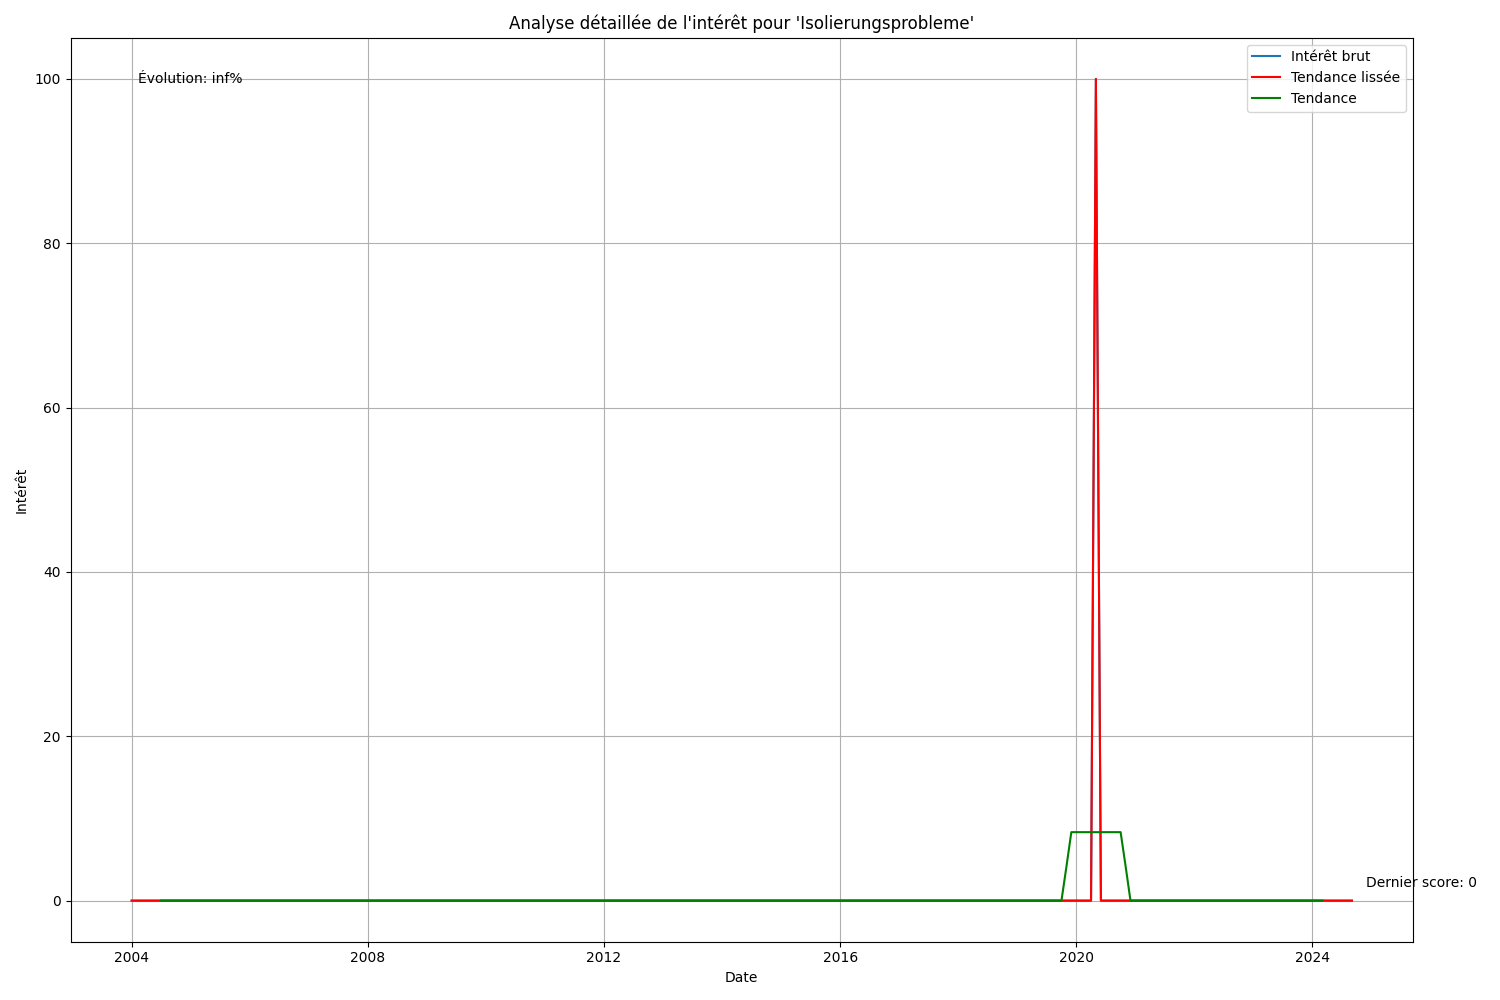 Analyse détaillée de l'intérêt pour 'Isolierungsprobleme'
Évolution: inf%
Intérêt brut
Tendance lissée
Tendance
100
80
60
40
20
0
Intérêt
Dernier score: 0
2004
2008
2012
2016
2020
2024
Date